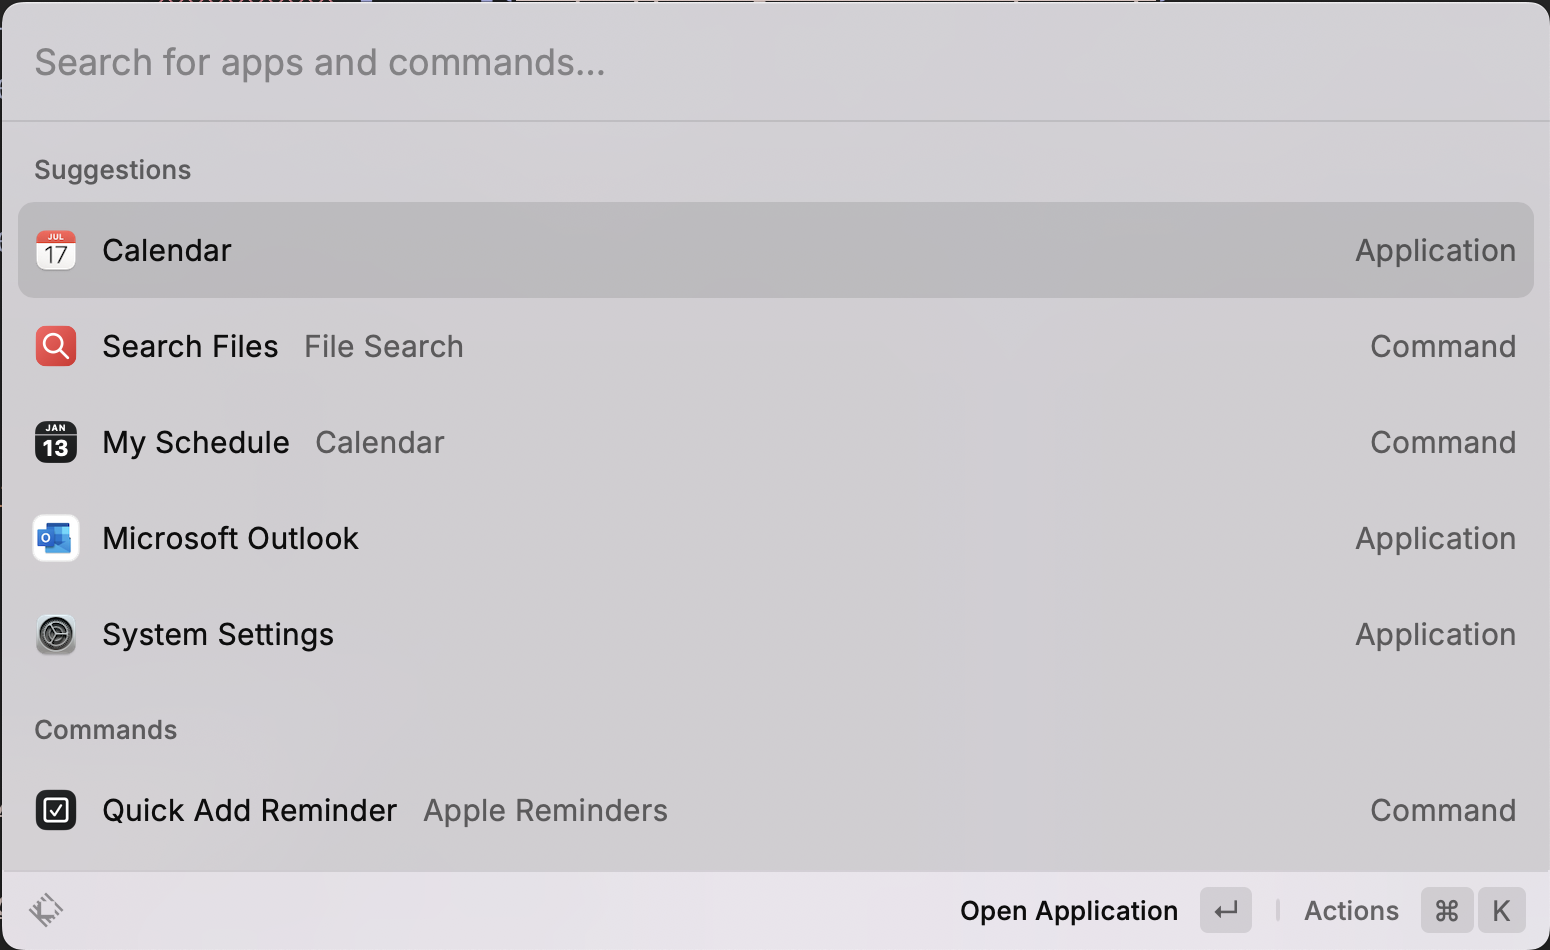 Search for apps and commands...
Suggestions
JUL
17
Calendar
Application
Search Files File Search
Command
JAN
13
My Schedule Calendar
Command
O
Microsoft Outlook
Application
System Settings
Application
Commands
Quick Add Reminder Apple Reminders
Command
Open Application ↵ | Actions ⌘ K